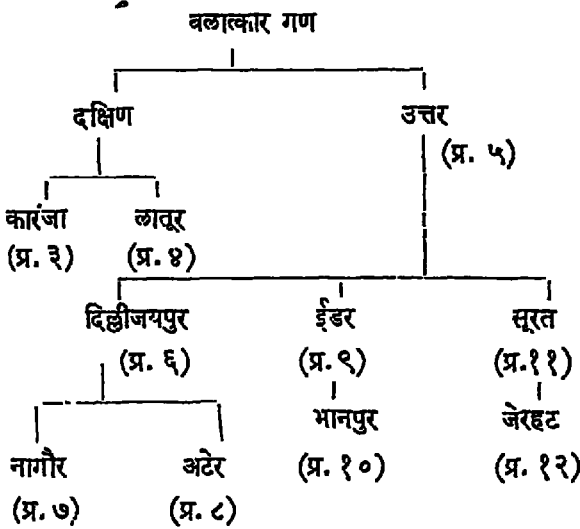 बलात्कार गण
दक्षिण उत्तर
(प्र. ५)
कारंजा लातूर
(प्र. ३) (प्र. ४)
दिल्लीजयपुर ईडर सूरत
(प्र. ६) (प्र. ९) (प्र.११)
नागौर अटेर भानपुर जेरहट
(प्र. ७) (प्र. ८) (प्र. १०) (प्र. १२)